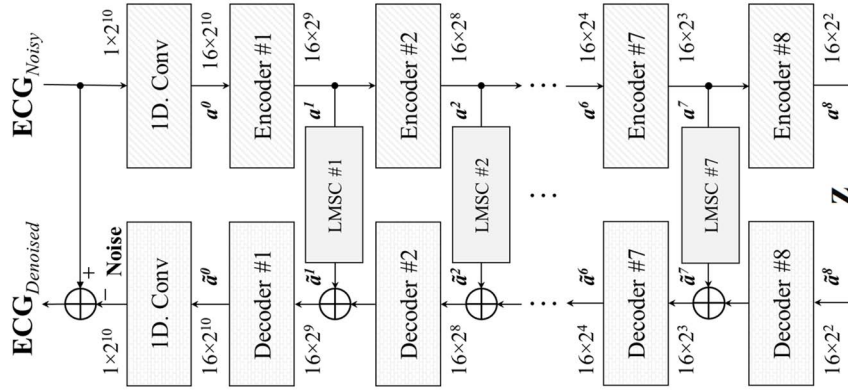 ECG_Noisy
1×2^10
1D. Conv
a^0
16×2^10
Encoder #1
a^1
16×2^9
Encoder #2
a^2
16×2^8
···
a^6
16×2^4
Encoder #7
a^7
16×2^3
Encoder #8
a^8
16×2^2
LMSC #1
LMSC #2
···
LMSC #7
Z
ECG_Denoised
+
−
Noise
1×2^10
1D. Conv
ã^0
16×2^10
Decoder #1
ã^1
16×2^9
Decoder #2
ã^2
16×2^8
···
ã^6
16×2^4
Decoder #7
ã^7
16×2^3
Decoder #8
ã^8
16×2^2